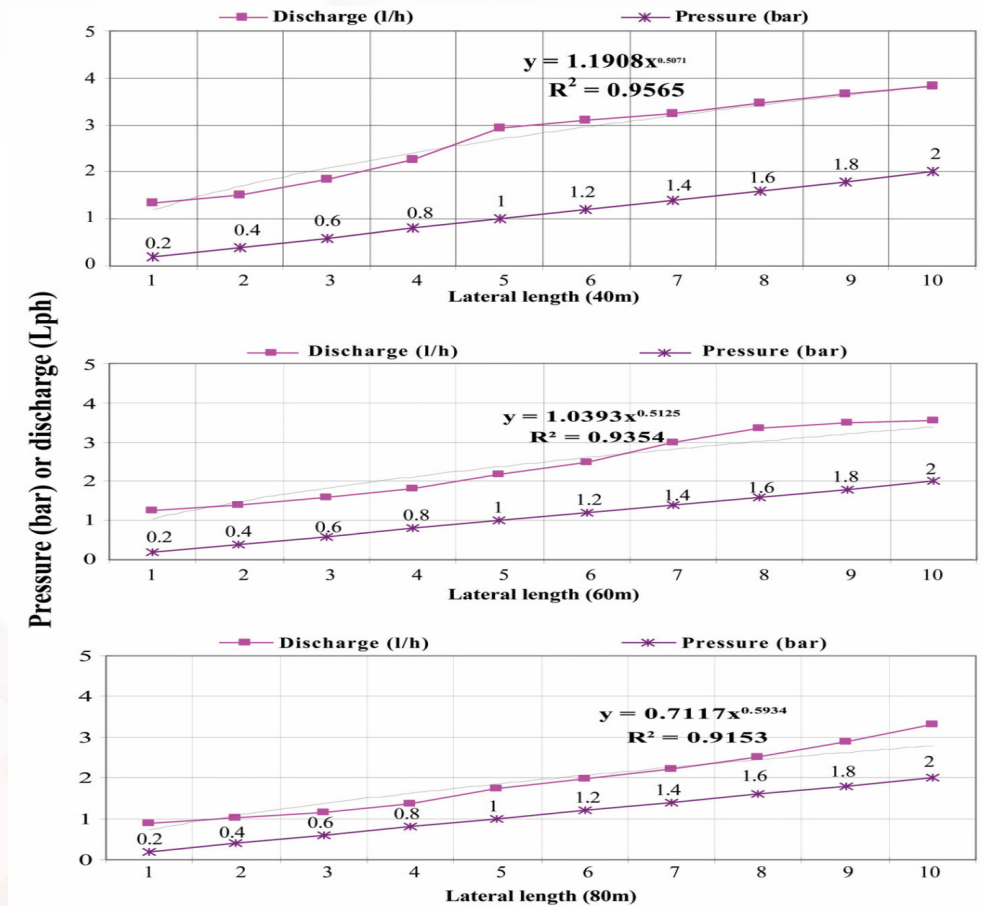 Pressure (bar) or discharge (Lph)
Discharge (l/h) Pressure (bar)
5
y = 1.1908x^0.5071
4
R² = 0.9565
3
2
0.2 0.4 0.6 0.8 1 1.2 1.4 1.6 1.8 2
1
0
1 2 3 4 5 6 7 8 9 10
Lateral length (40m)
Discharge (l/h) Pressure (bar)
5
4
y = 1.0393x^0.5125
R² = 0.9354
3
2
0.2 0.4 0.6 0.8 1 1.2 1.4 1.6 1.8 2
1
0
1 2 3 4 5 6 7 8 9 10
Lateral length (60m)
Discharge (l/h) Pressure (bar)
5
4
y = 0.7117x^0.5934
R² = 0.9153
3
2
0.2 0.4 0.6 0.8 1 1.2 1.4 1.6 1.8 2
1
0
1 2 3 4 5 6 7 8 9 10
Lateral length (80m)